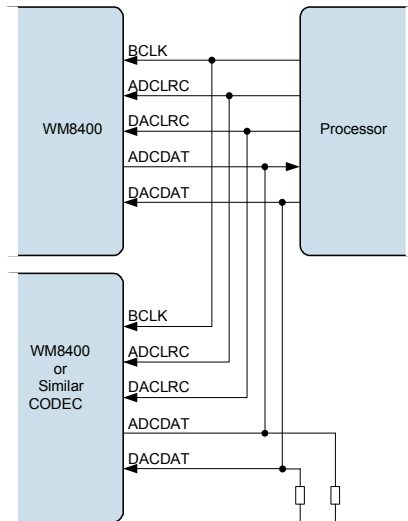 BCLK
ADCLRC
DACLRC
ADCDAT
DACDAT
WM8400
Processor
BCLK
ADCLRC
DACLRC
ADCDAT
DACDAT
WM8400
or
Similar
CODEC